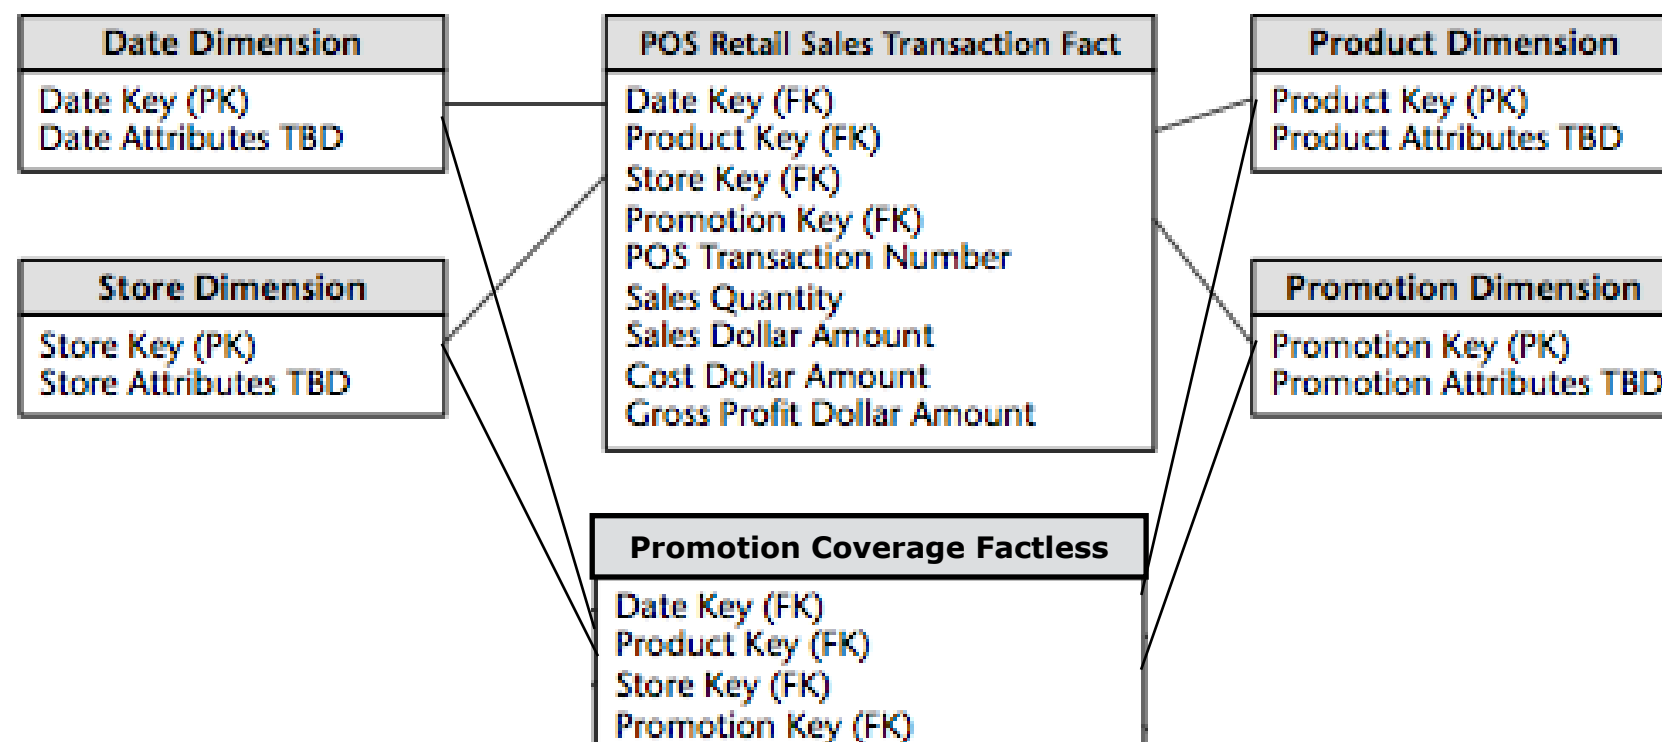 Date Dimension
Date Key (PK)
Date Attributes TBD
Store Dimension
Store Key (PK)
Store Attributes TBD
POS Retail Sales Transaction Fact
Date Key (FK)
Product Key (FK)
Store Key (FK)
Promotion Key (FK)
POS Transaction Number
Sales Quantity
Sales Dollar Amount
Cost Dollar Amount
Gross Profit Dollar Amount
Product Dimension
Product Key (PK)
Product Attributes TBD
Promotion Dimension
Promotion Key (PK)
Promotion Attributes TBD
Promotion Coverage Factless
Date Key (FK)
Product Key (FK)
Store Key (FK)
Promotion Key (FK)